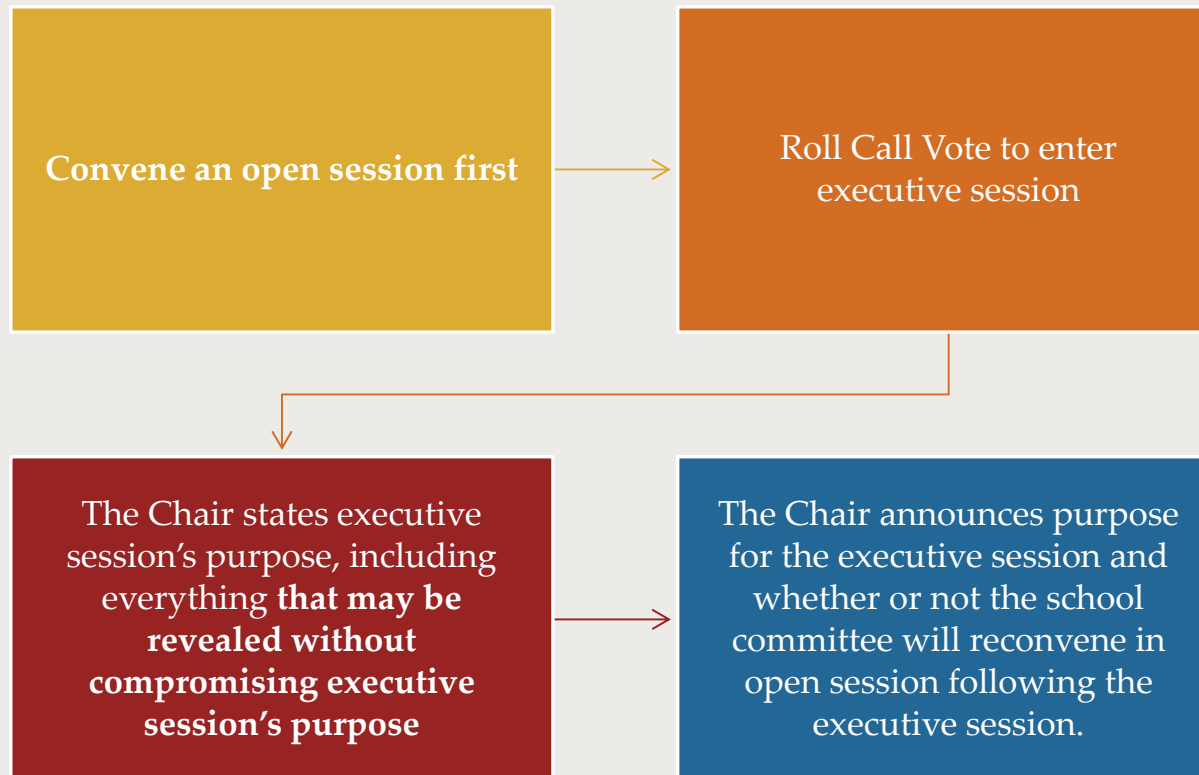 Convene an open session first
Roll Call Vote to enter
executive session
The Chair states executive
session’s purpose, including
everything that may be
revealed without
compromising executive
session’s purpose
The Chair announces purpose
for the executive session and
whether or not the school
committee will reconvene in
open session following the
executive session.